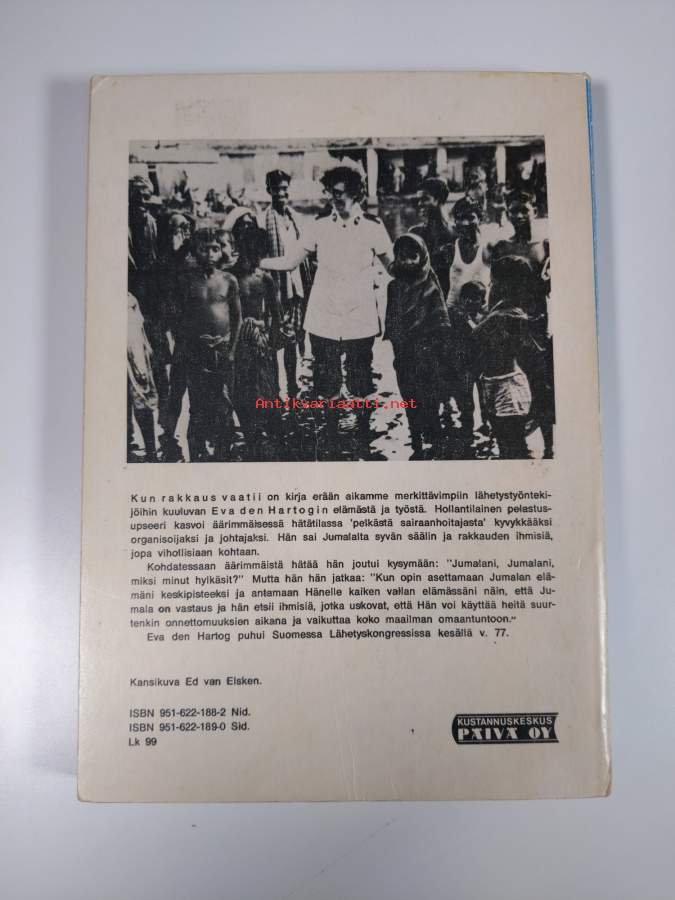 Antikvariaatti.net
Kun rakkaus vaatii on kirja erään aikamme merkittävimpiin lähetystyönteki-
jöihin kuuluvan Eva den Hartogin elämästä ja työstä. Hollantilainen pelastus-
upseeri kasvoi äärimmäisessä hätätilassa 'pelkästä sairaanhoitajasta' kyvykkääksi
organisoijaksi ja johtajaksi. Hän sai Jumalalta syvän säälin ja rakkauden ihmisiä,
jopa vihollisiaan kohtaan.
Kohdatessaan äärimmäistä hätää hän joutui kysymään: "Jumalani, Jumalani,
miksi minut hylkäsit?" Mutta hän hän jatkaa: "Kun opin asettamaan Jumalan elä-
mäni keskipisteeksi ja antamaan Hänelle kaiken vallan elämässäni näin, että Ju-
mala on vastaus ja hän etsii ihmisiä, jotka uskovat, että Hän voi käyttää heitä suur-
tenkin onnettomuuksien aikana ja vaikuttaa koko maailman omaantuntoon."
Eva den Hartog puhui Suomessa Lähetyskongressissa kesällä v. 77.
Kansikuva Ed van Elsken.
ISBN 951-622-188-2 Nid.
ISBN 951-622-189-0 Sid.
Lk 99
KUSTANNUSKESKUS
PÄIVÄ OY